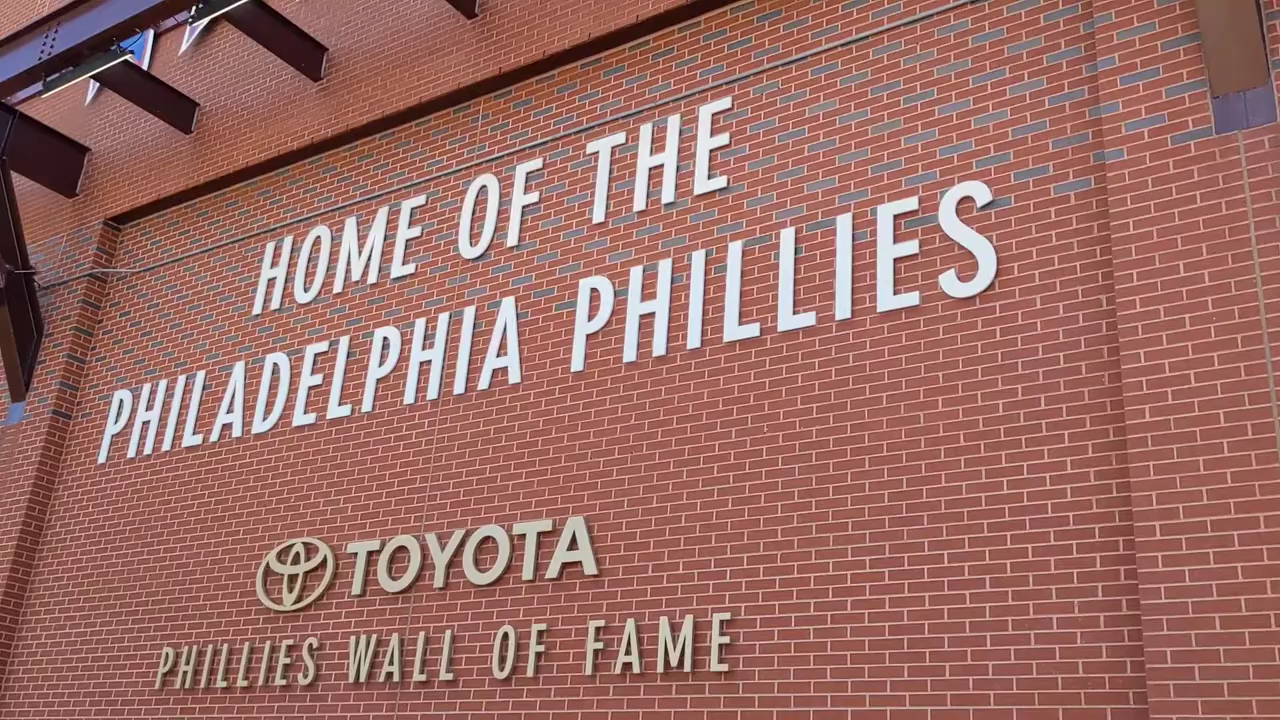 HOME OF THE
PHILADELPHIA PHILLIES
TOYOTA
PHILLIES WALL OF FAME